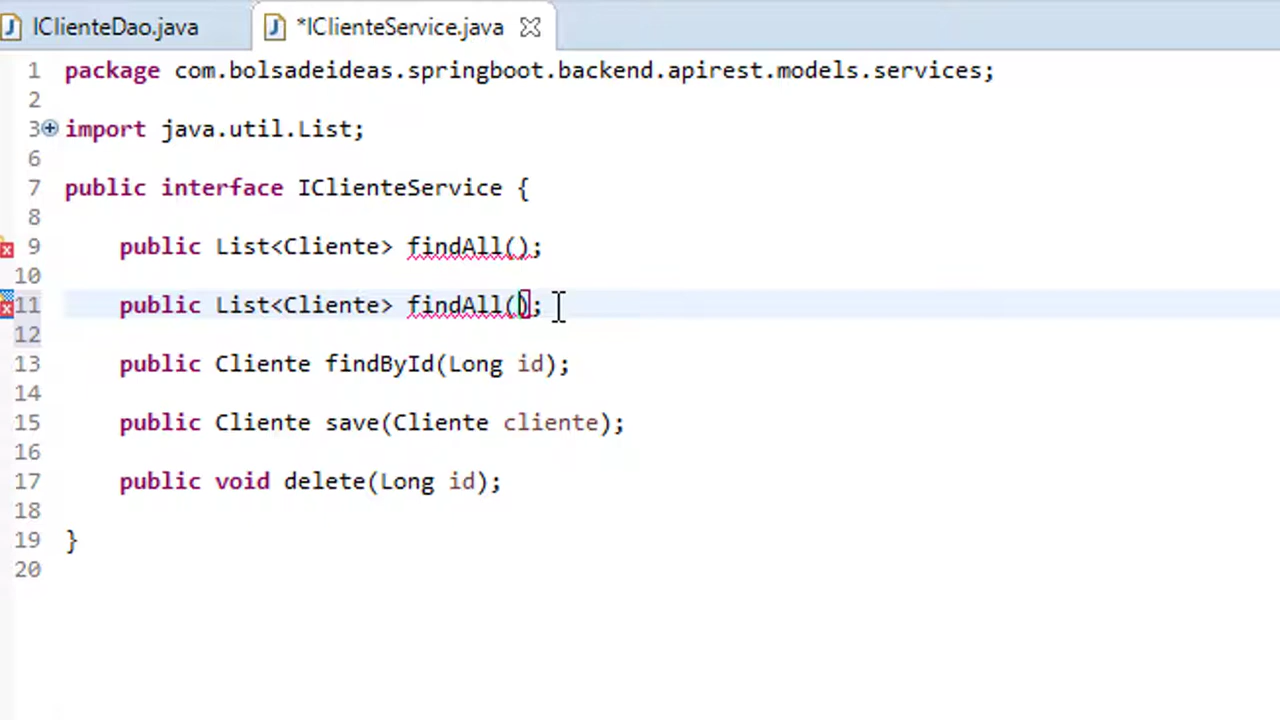 IClienteDao.java *IClienteService.java
1 package com.bolsadeideas.springboot.backend.apirest.models.services;
2
3 import java.util.List;
6
7 public interface IClienteService {
8
9 public List<Cliente> findAll();
10
11 public List<Cliente> findAll();
12
13 public Cliente findById(Long id);
14
15 public Cliente save(Cliente cliente);
16
17 public void delete(Long id);
18
19 }
20